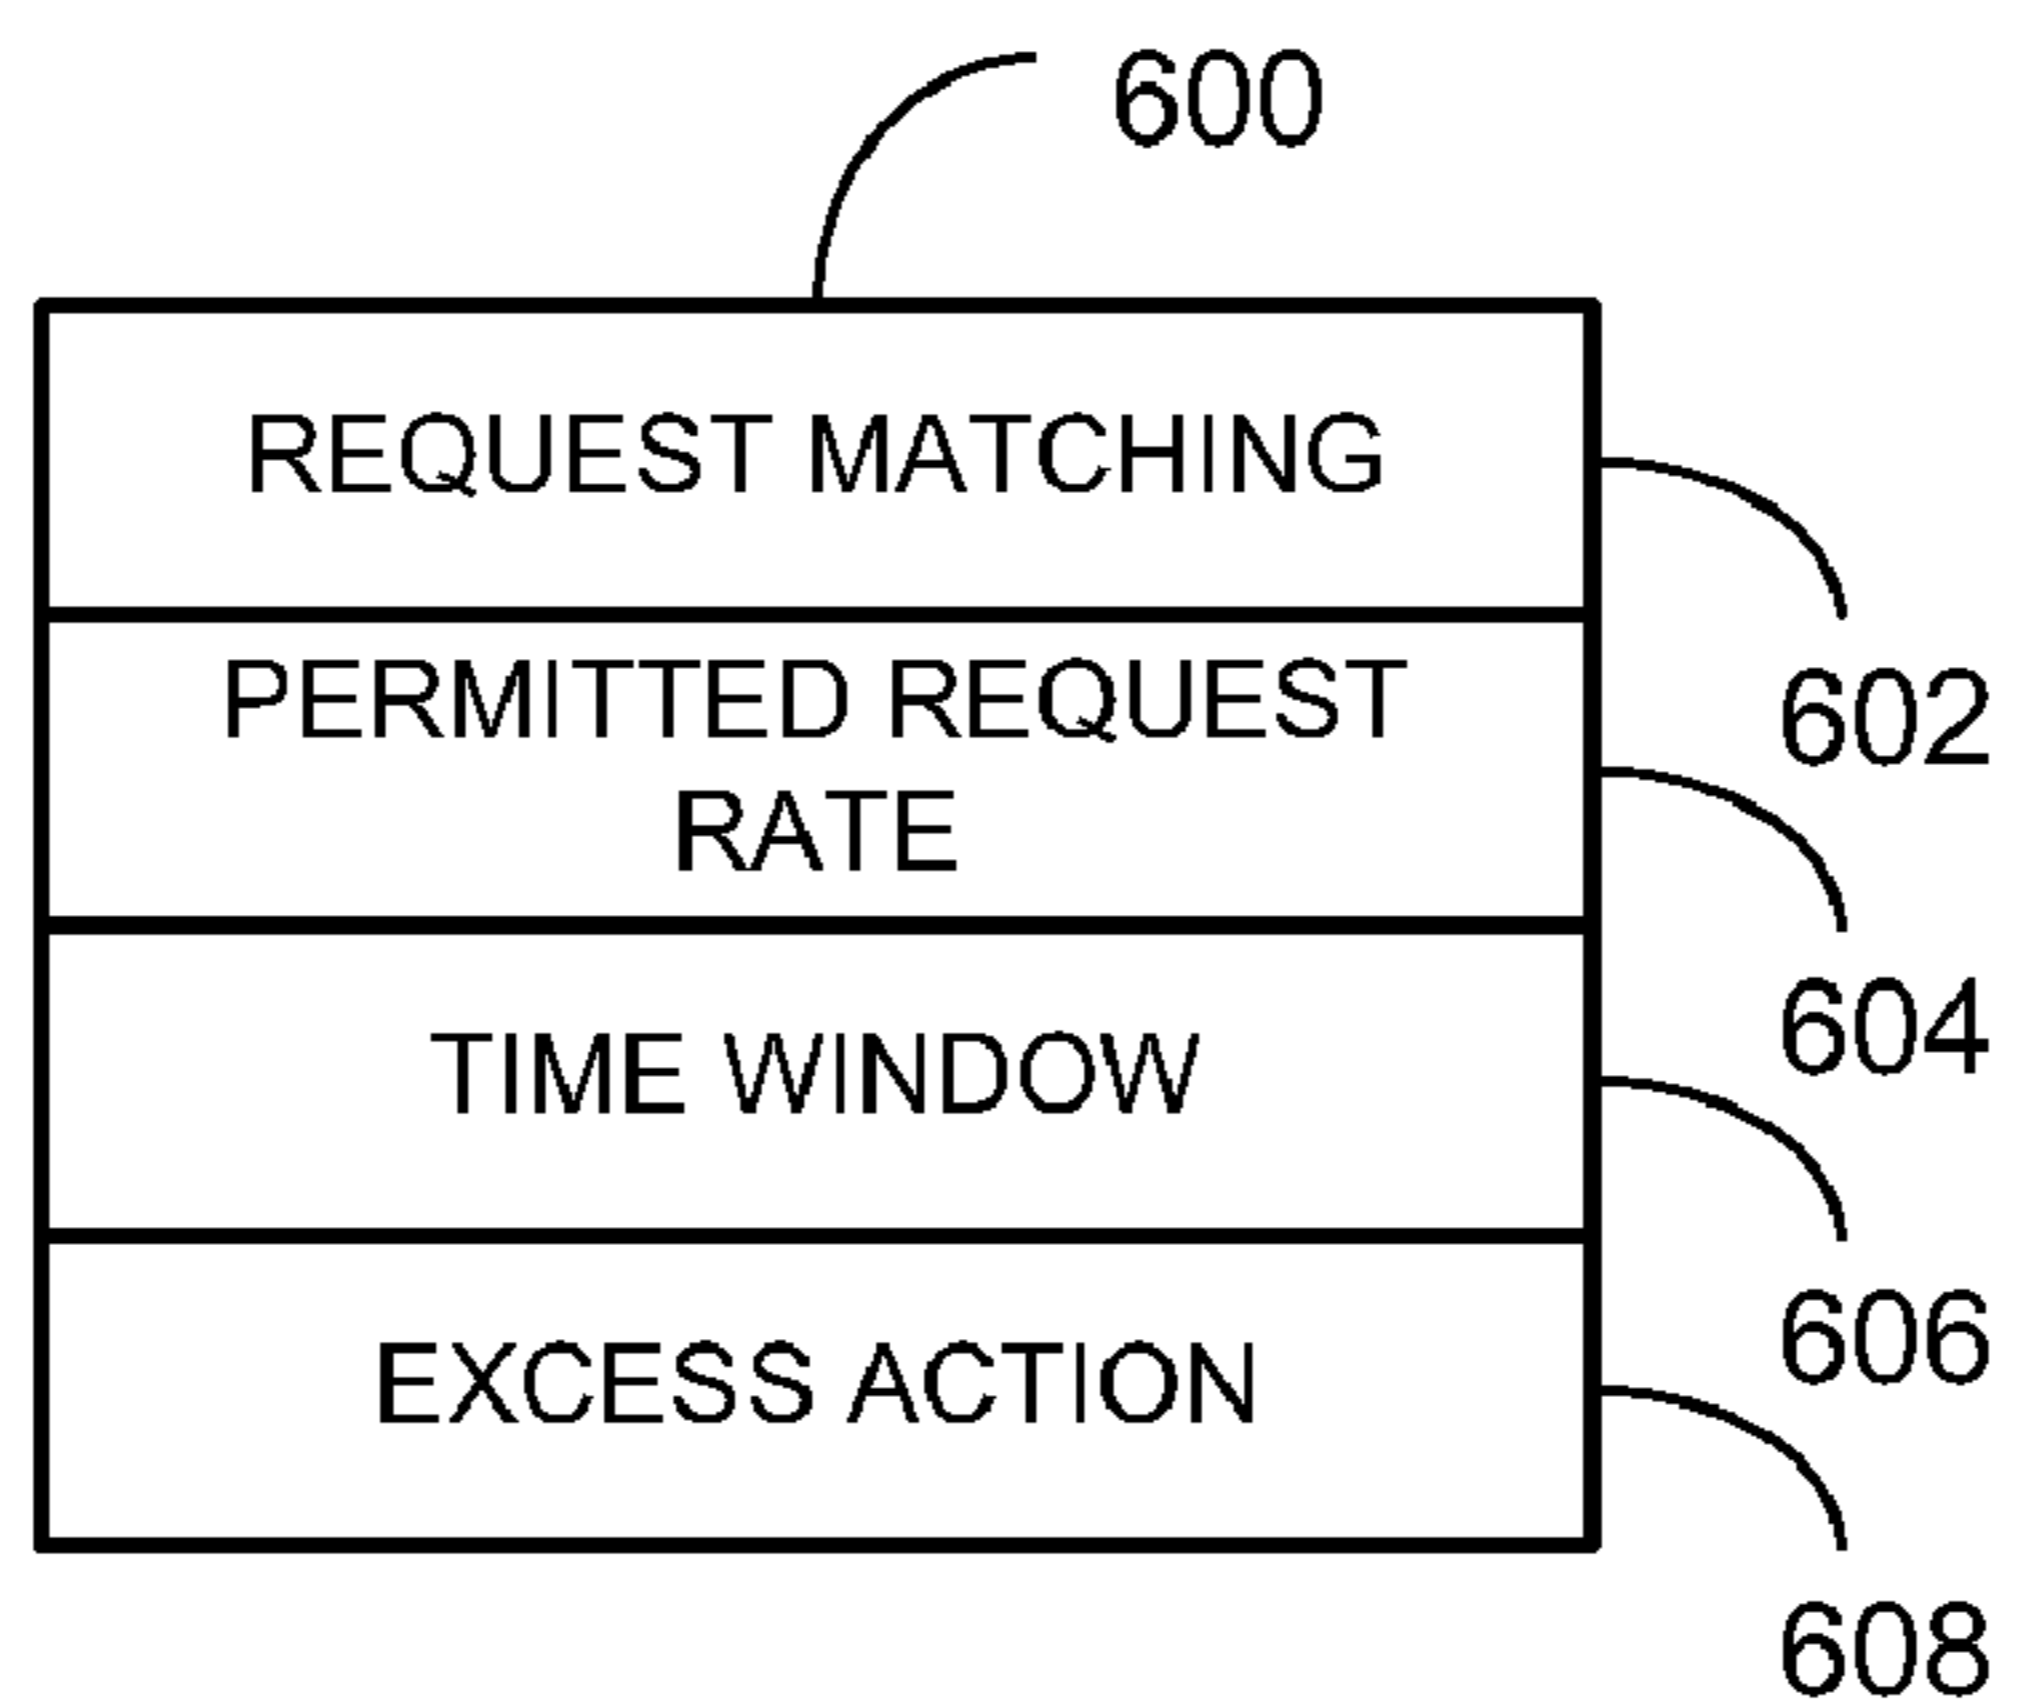 600
REQUEST MATCHING
602
PERMITTED REQUEST
RATE
604
TIME WINDOW
606
EXCESS ACTION
608